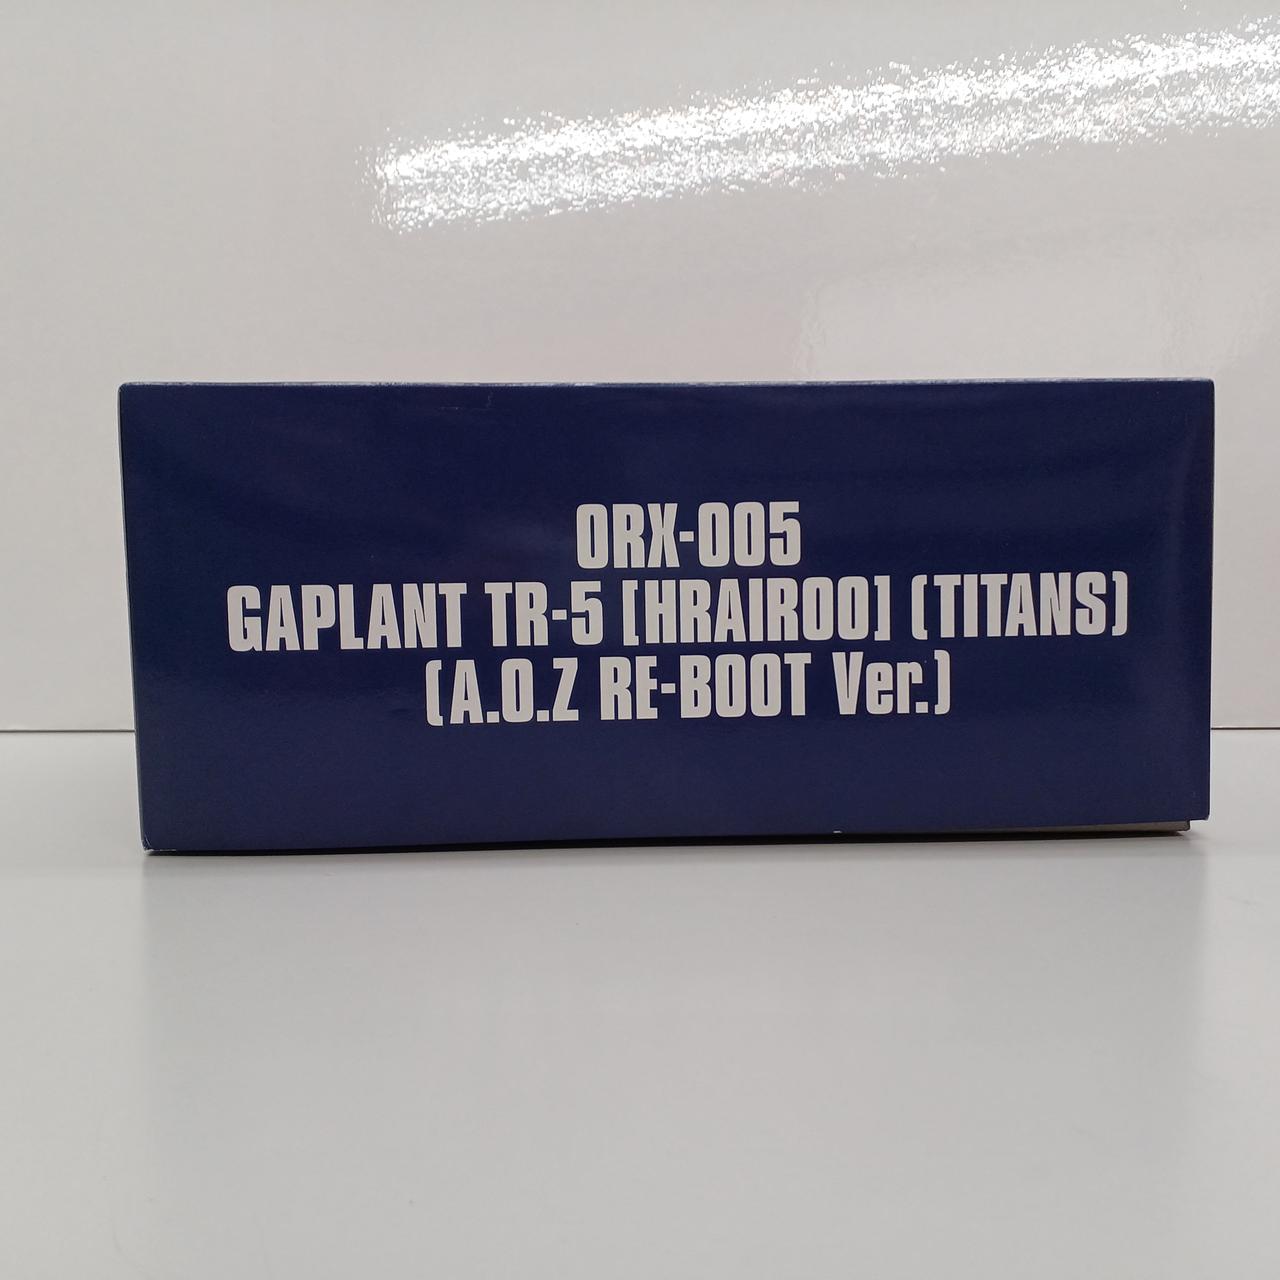 ORX-005
GAPLANT TR-5 [HRAIROO] (TITANS)
(A.O.Z RE-BOOT Ver.)